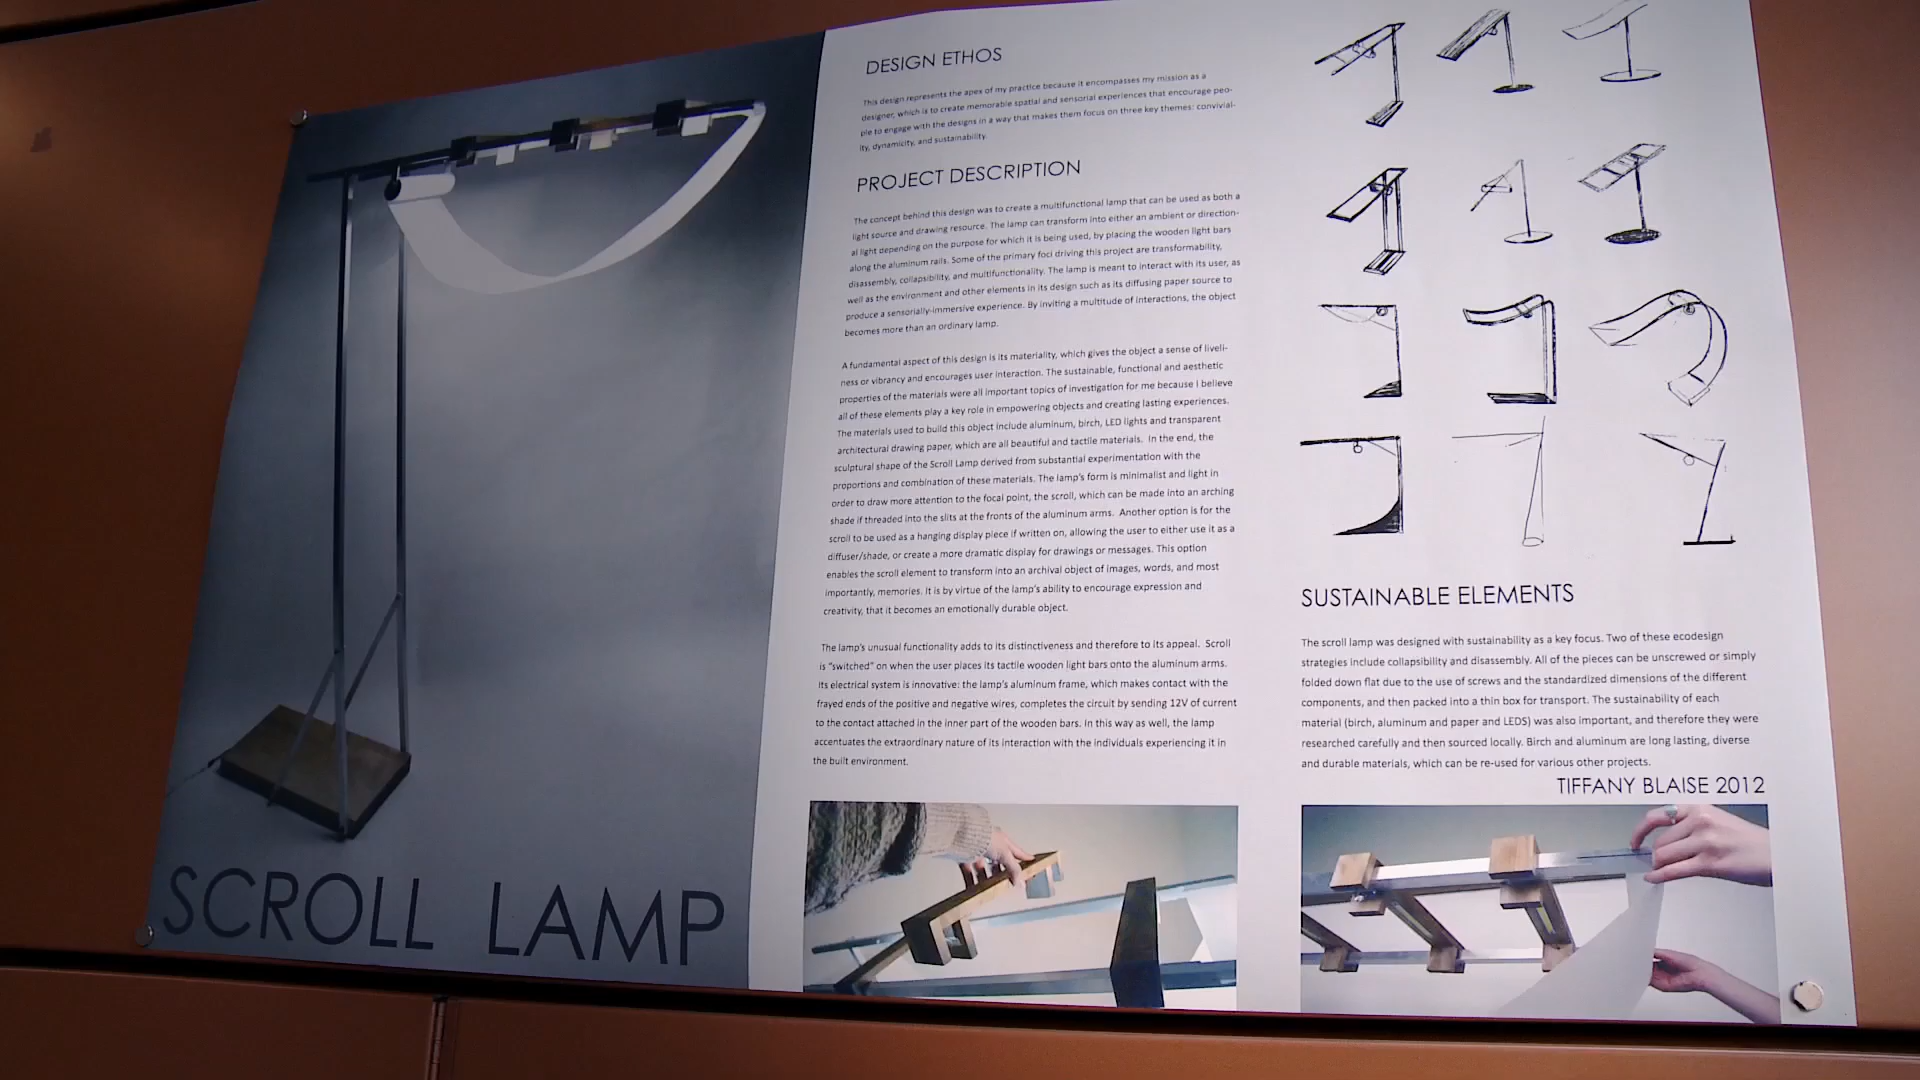 DESIGN ETHOS
This design represents the apex of my practice because it encompasses my mission as a
designer, which is to create memorable spatial and sensorial experiences that encourage peo-
ple to engage with the designs in a way that makes them focus on three key themes: convivial-
ity, dynamicity, and sustainability.
PROJECT DESCRIPTION
The concept behind this design was to create a multifunctional lamp that can be used as both a
light source and drawing resource. The lamp can transform into either an ambient or direction-
al light depending on the purpose for which it is being used, by placing the wooden light bars
along the aluminum rails. Some of the primary foci driving this project are transformability,
disassembly, collapsibility, and multifunctionality. The lamp is meant to interact with its user, as
well as the environment and other elements in its design such as its diffusing paper source to
produce a sensorially-immersive experience. By inviting a multitude of interactions, the object
becomes more than an ordinary lamp.
A fundamental aspect of this design is its materiality, which gives the object a sense of liveli-
ness or vibrancy and encourages user interaction. The sustainable, functional and aesthetic
properties of the materials were all important topics of investigation for me because I believe
all of these elements play a key role in empowering objects and creating lasting experiences.
The materials used to build this object include aluminum, birch, LED lights and transparent
architectural drawing paper, which are all beautiful and tactile materials. In the end, the
sculptural shape of the Scroll Lamp derived from substantial experimentation with the
proportions and combination of these materials. The lamp's form is minimalist and light in
order to draw more attention to the focal point, the scroll, which can be made into an arching
shade if threaded into the slits at the fronts of the aluminum arms. Another option is for the
scroll to be used as a hanging display piece if written on, allowing the user to either use it as a
diffuser/shade, or create a more dramatic display for drawings or messages. This option
enables the scroll element to transform into an archival object of images, words, and most
importantly, memories. It is by virtue of the lamp's ability to encourage expression and
creativity, that it becomes an emotionally durable object.
The lamp's unusual functionality adds to its distinctiveness and therefore to its appeal. Scroll
is "switched" on when the user places its tactile wooden light bars onto the aluminum arms.
Its electrical system is innovative: the lamp's aluminum frame, which makes contact with the
frayed ends of the positive and negative wires, completes the circuit by sending 12V of current
to the contact attached in the inner part of the wooden bars. In this way as well, the lamp
accentuates the extraordinary nature of its interaction with the individuals experiencing it in
the built environment.
SUSTAINABLE ELEMENTS
The scroll lamp was designed with sustainability as a key focus. Two of these ecodesign
strategies include collapsibility and disassembly. All of the pieces can be unscrewed or simply
folded down flat due to the use of screws and the standardized dimensions of the different
components, and then packed into a thin box for transport. The sustainability of each
material (birch, aluminum and paper and LEDS) was also important, and therefore they were
researched carefully and then sourced locally. Birch and aluminum are long lasting, diverse
and durable materials, which can be re-used for various other projects.
TIFFANY BLAISE 2012
SCROLL LAMP